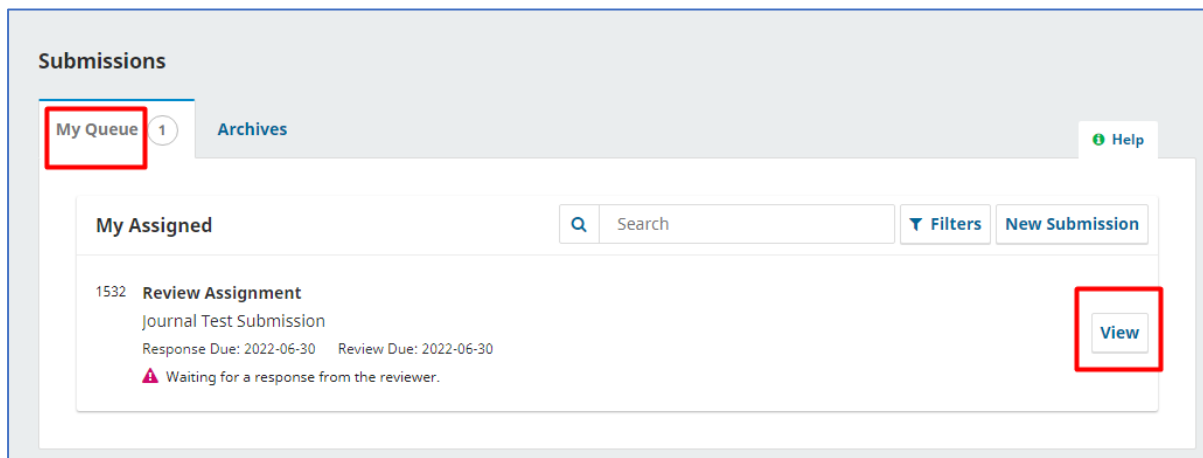 Submissions
My Queue 1 Archives
Help
My Assigned Search Filters New Submission
1532 Review Assignment
Journal Test Submission
Response Due: 2022-06-30 Review Due: 2022-06-30
Waiting for a response from the reviewer.
View